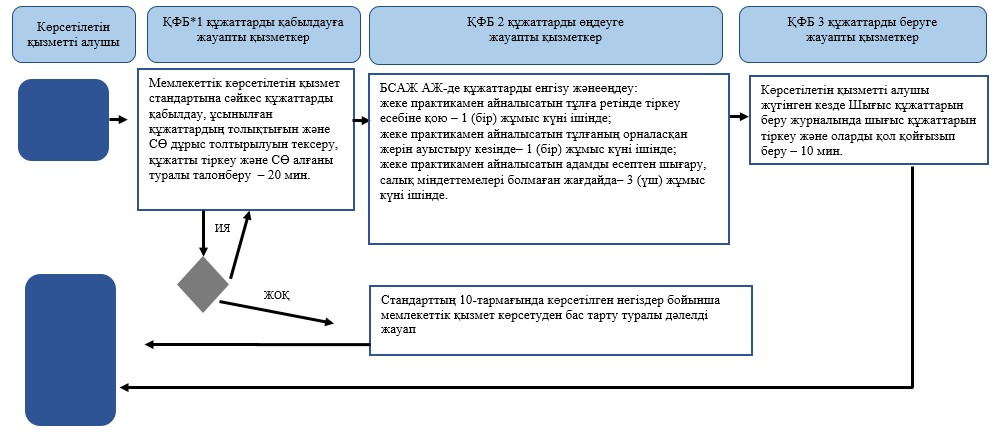 Көрсетілетін
қызметті алушы
ҚФБ*1 құжаттарды қабылдауға
жауапты қызметкер
ҚФБ 2 құжаттарды өңдеуге
жауапты қызметкер
ҚФБ 3 құжаттарды беруге
жауапты қызметкер
Мемлекеттік көрсетілетін қызмет
стандартына сәйкес құжаттарды
қабылдау, ұсынылған
құжаттардың толықтығын және
СӨ дұрыс толтырылуын тексеру,
құжатты тіркеу және СӨ алғаны
туралы талонберу – 20 мин.
БСАЖ АЖ-де құжаттарды енгізу жәнеөңдеу:
жеке практикамен айналысатын тұлға ретінде тіркеу
есебіне қою – 1 (бір) жұмыс күні ішінде;
жеке практикамен айналысатын тұлғаның орналасқан
жерін ауыстыру кезінде– 1 (бір) жұмыс күні ішінде;
жеке практикамен айналысатын адамды есептен шығару,
салық міндеттемелері болмаған жағдайда– 3 (үш) жұмыс
күні ішінде.
Көрсетілетін қызметті алушы
жүгінген кезде Шығыс құжаттарын
беру журналында шығыс құжаттарын
тіркеу және оларды қол қойғызып
беру – 10 мин.
ИЯ
ЖОҚ
Стандарттың 10-тармағында көрсетілген негіздер бойынша
мемлекеттік қызмет көрсетуден бас тарту туралы дәлелді
жауап